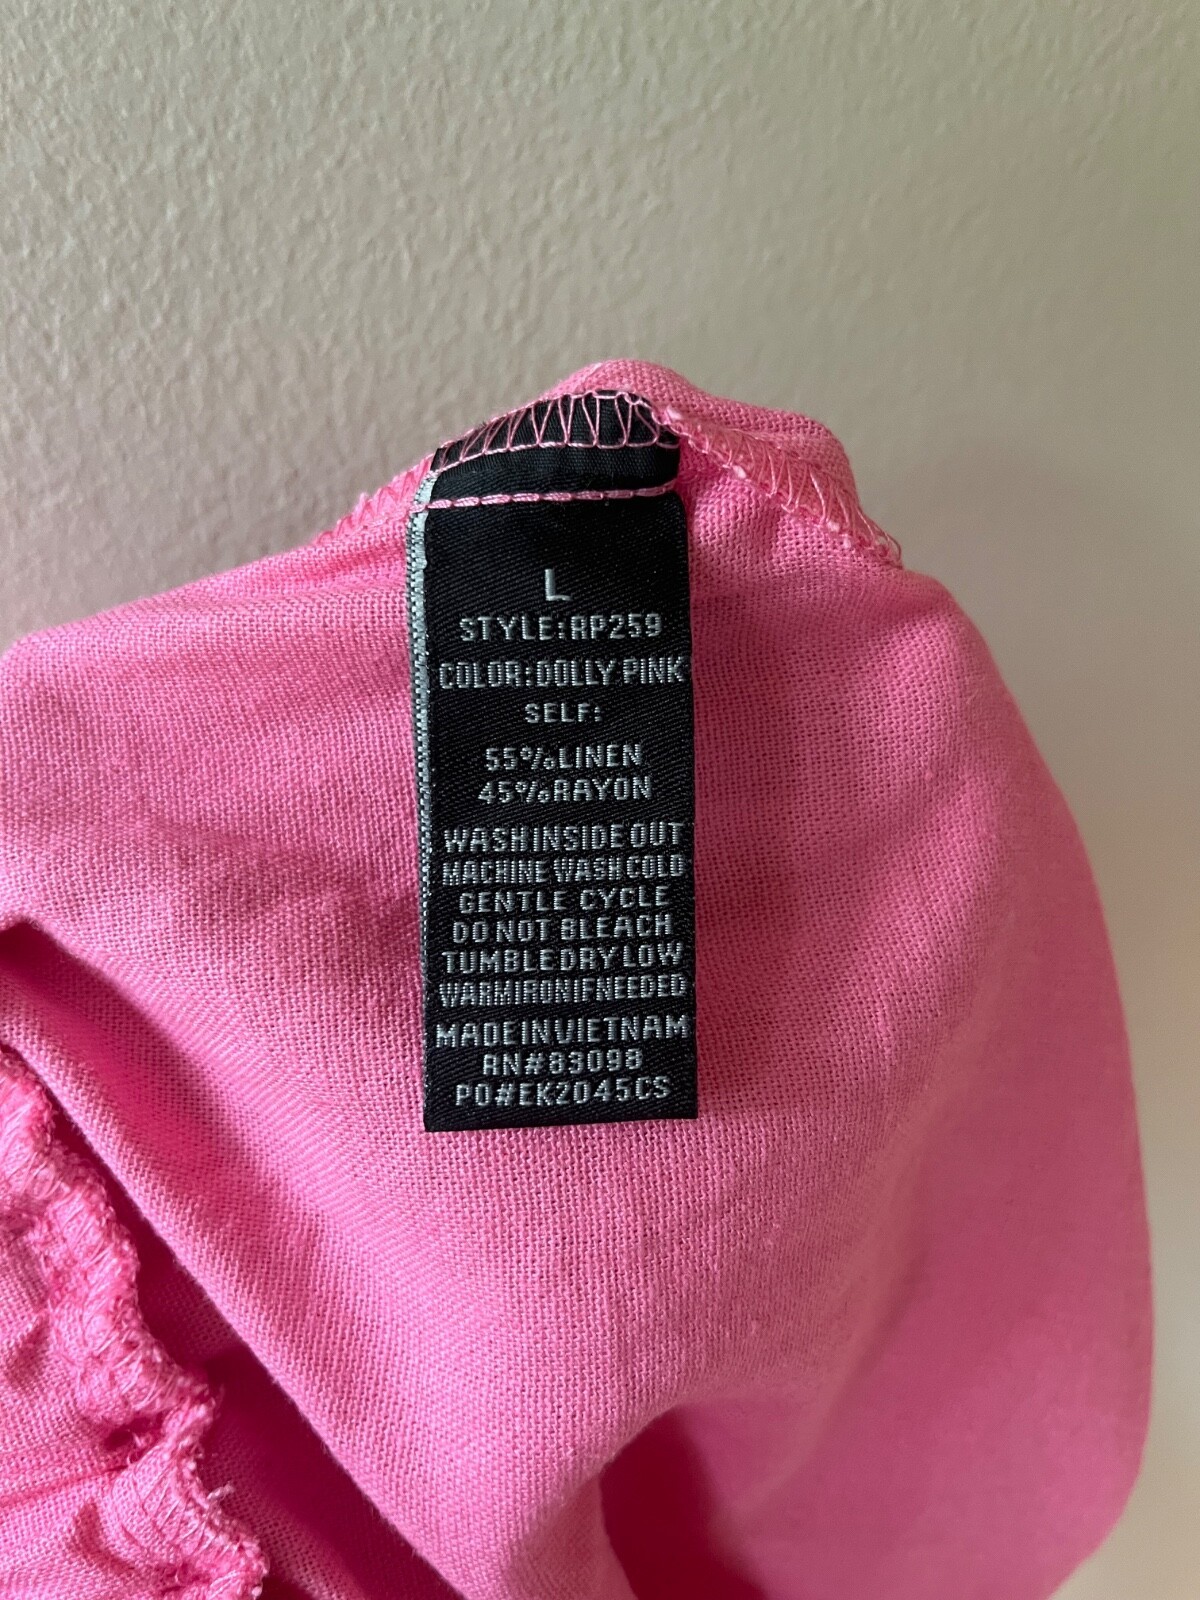 L
STYLE:AP259
COLOR:DOLLY PINK
SELF:
55%LINEN
45%RAYON
WASH INSIDE OUT
MACHINE WASH COLD
GENTLE CYCLE
DO NOT BLEACH
TUMBLE DRY LOW
WARM IRON IF NEEDED
MADE IN VIETNAM
RN#83098
PO#EK2045CS